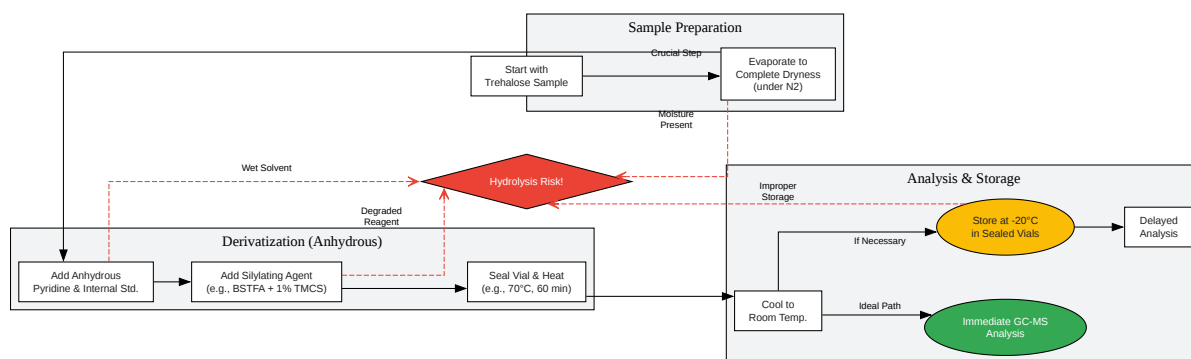 Sample Preparation
Crucial Step
Start with
Trehalose Sample
Evaporate to
Complete Dryness
(under N2)
Moisture
Present
Wet Solvent
Hydrolysis Risk!
Analysis & Storage
Improper
Storage
Degraded
Reagent
Store at -20°C
in Sealed Vials
Delayed
Analysis
Derivatization (Anhydrous)
If Necessary
Add Anhydrous
Pyridine & Internal Std.
Add Silylating Agent
(e.g., BSTFA + 1% TMCS)
Seal Vial & Heat
(e.g., 70°C, 60 min)
Cool to
Room Temp.
Ideal Path
Immediate GC-MS
Analysis